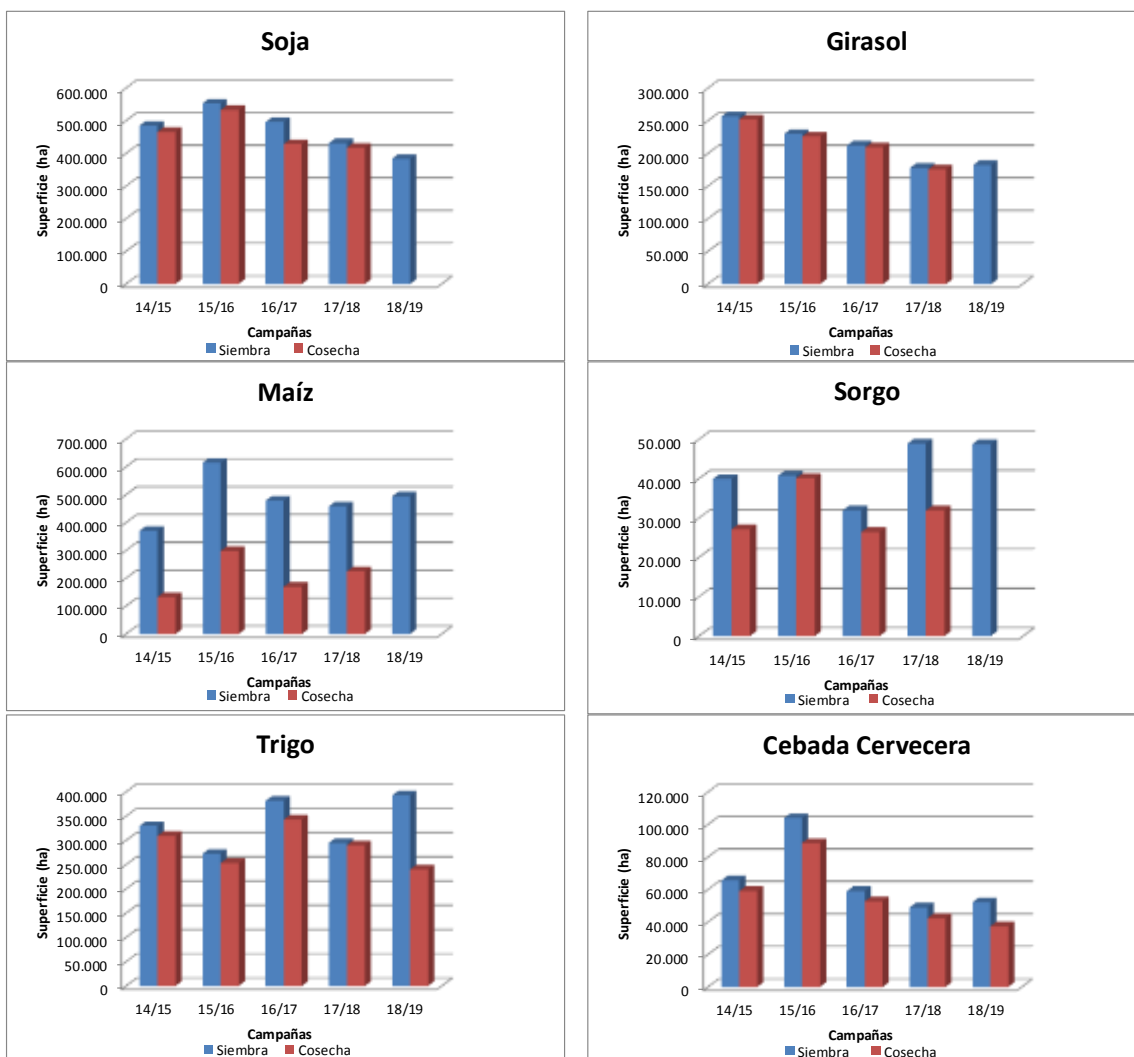 Soja
Superficie (ha)
600.000
500.000
400.000
300.000
200.000
100.000
0
14/15 15/16 16/17 17/18 18/19
Campañas
Siembra Cosecha
Girasol
Superficie (ha)
300.000
250.000
200.000
150.000
100.000
50.000
0
14/15 15/16 16/17 17/18 18/19
Campañas
Siembra Cosecha
Maíz
Superficie (ha)
700.000
600.000
500.000
400.000
300.000
200.000
100.000
0
14/15 15/16 16/17 17/18 18/19
Campañas
Siembra Cosecha
Sorgo
Superficie (ha)
50.000
40.000
30.000
20.000
10.000
0
14/15 15/16 16/17 17/18 18/19
Campañas
Siembra Cosecha
Trigo
Superficie (ha)
400.000
350.000
300.000
250.000
200.000
150.000
100.000
50.000
0
14/15 15/16 16/17 17/18 18/19
Campañas
Siembra Cosecha
Cebada Cervecera
Superficie (ha)
120.000
100.000
80.000
60.000
40.000
20.000
0
14/15 15/16 16/17 17/18 18/19
Campañas
Siembra Cosecha